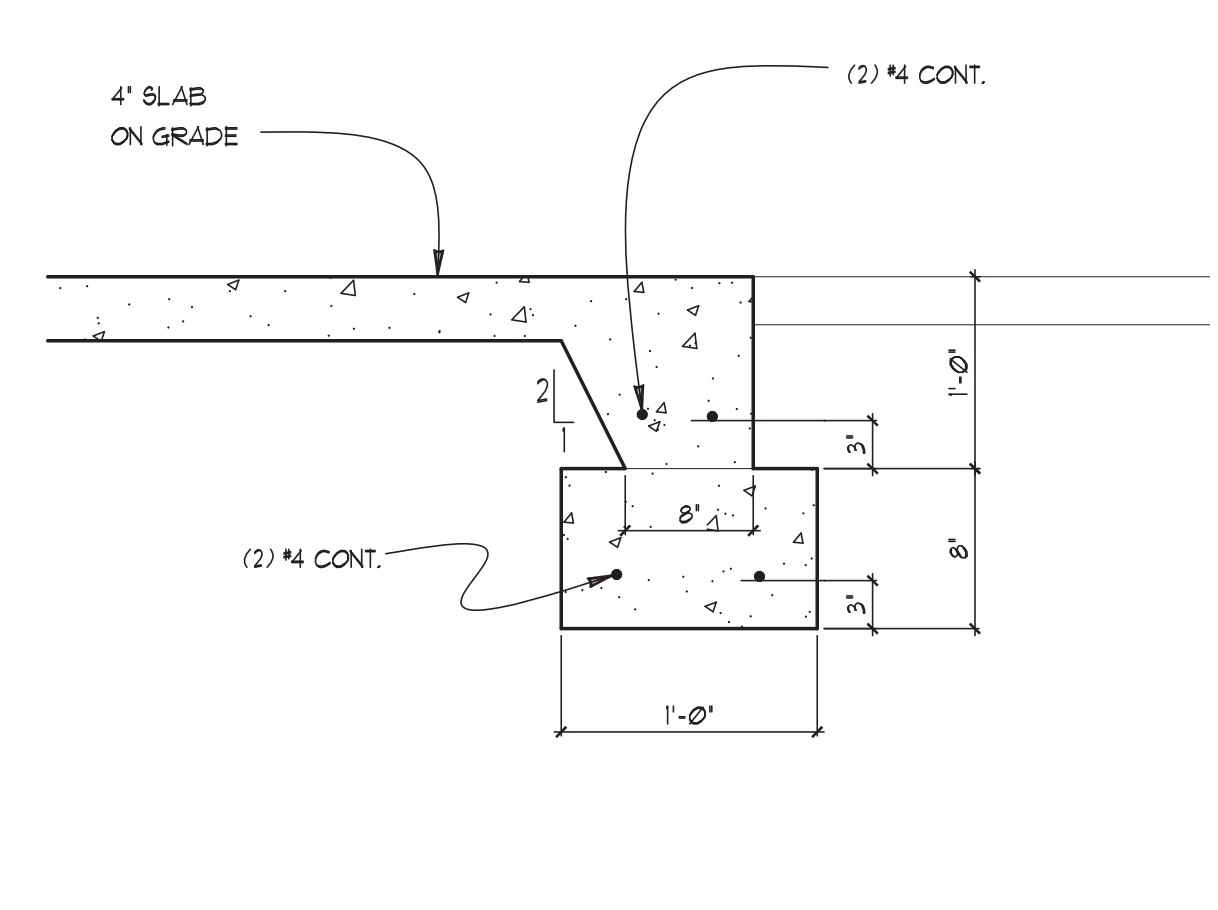 (2) #4 CONT.
4" SLAB
ON GRADE
1'-0"
2
1
3"
8"
8"
(2) #4 CONT.
3"
1'-0"